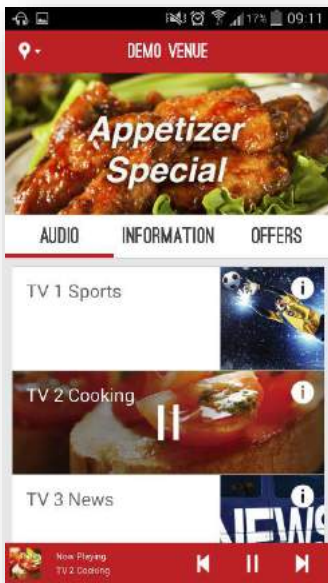 17% 09:11
DEMO VENUE
Appetizer
Special
AUDIO INFORMATION OFFERS
TV 1 Sports
TV 2 Cooking
TV 3 News
NEWS
Now Playing
TV 2 Cooking